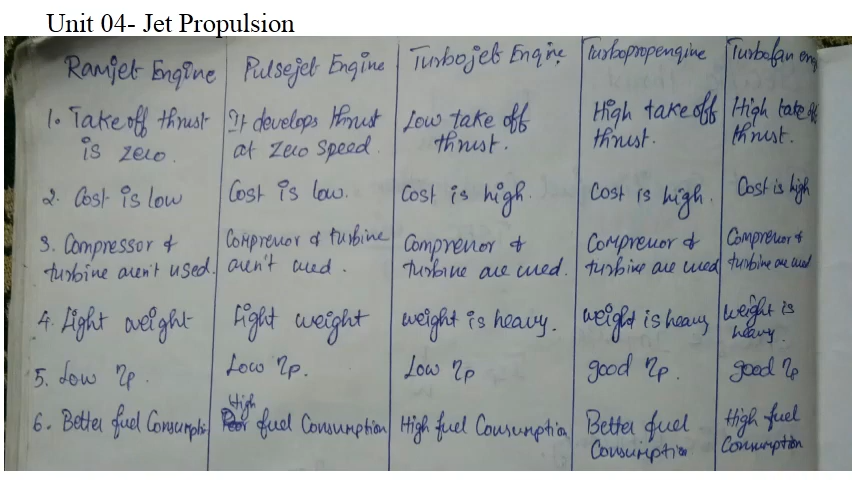 Unit 04- Jet Propulsion
Ramjet Engine
Pulsejet Engine
Turbojet Engine
Turbopropengine
Turbofan eng
1. Take off thrust
is zero.
It develops thrust
at zero speed.
Low take off
thrust.
High take off
thrust.
High take off
thrust.
2. Cost is low
Cost is low.
Cost is high.
Cost is high.
Cost is high
3. Compressor &
turbine aren't used.
Compressor & turbine
aren't used.
Compressor &
turbine are used.
Compressor &
turbine are used
Compressor &
turbine are used
4. Light weight
Light weight
weight is heavy.
weight is heavy
weight is
heavy.
5. Low ηp.
Low ηp.
Low ηp
good ηp.
good ηp
6. Better fuel Consumpti
High
fuel Consumption
High fuel Consumption
Better fuel
Consumption
High fuel
Consumption